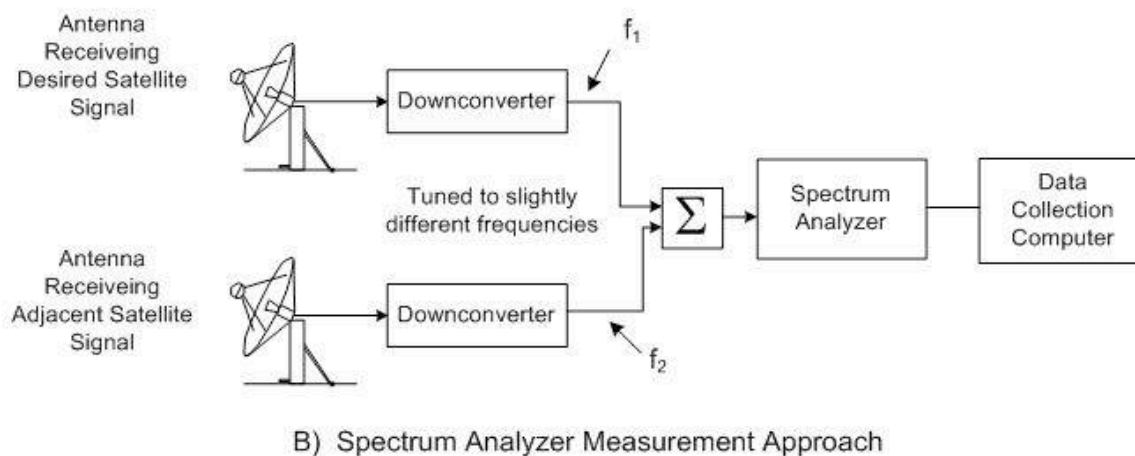 Antenna
Receiveing
Desired Satellite
Signal
Downconverter
f1
Tuned to slightly
different frequencies
Σ
Spectrum
Analyzer
Data
Collection
Computer
Antenna
Receiveing
Adjacent Satellite
Signal
Downconverter
f2
B) Spectrum Analyzer Measurement Approach